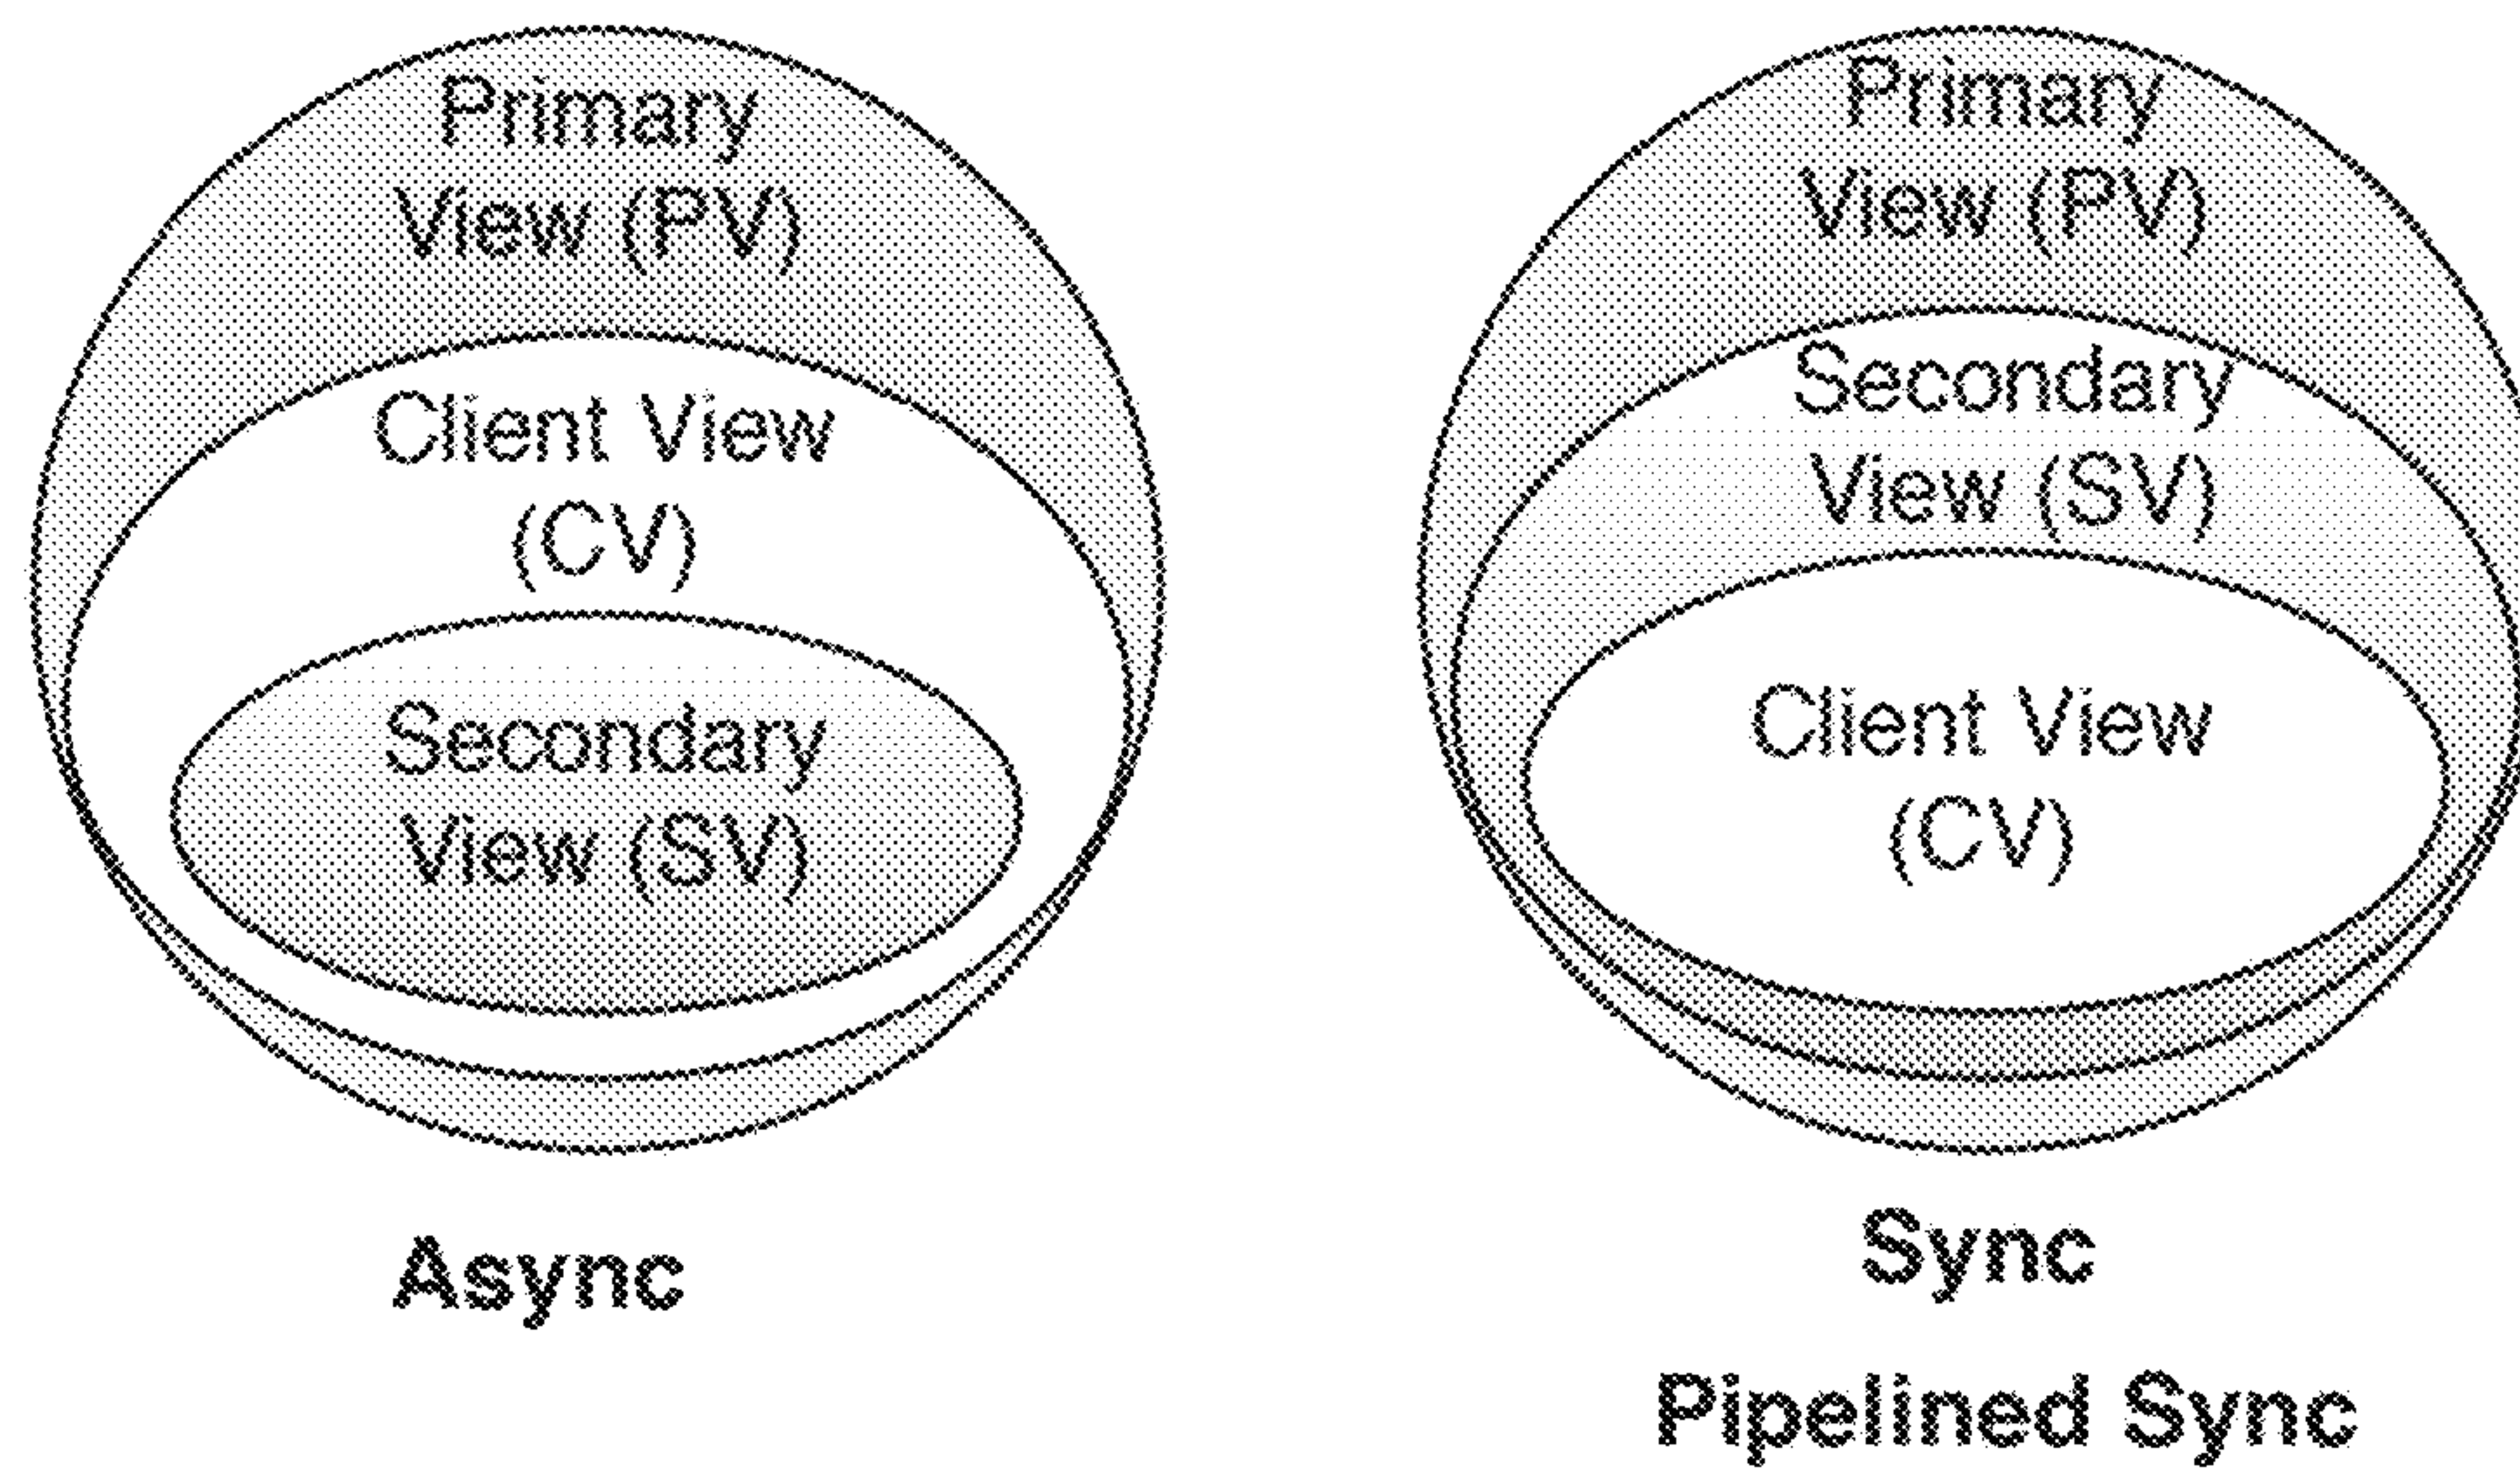 Primary
View (PV)
Client View
(CV)
Secondary
View (SV)
Async
Primary
View (PV)
Secondary
View (SV)
Client View
(CV)
Sync
Pipelined Sync